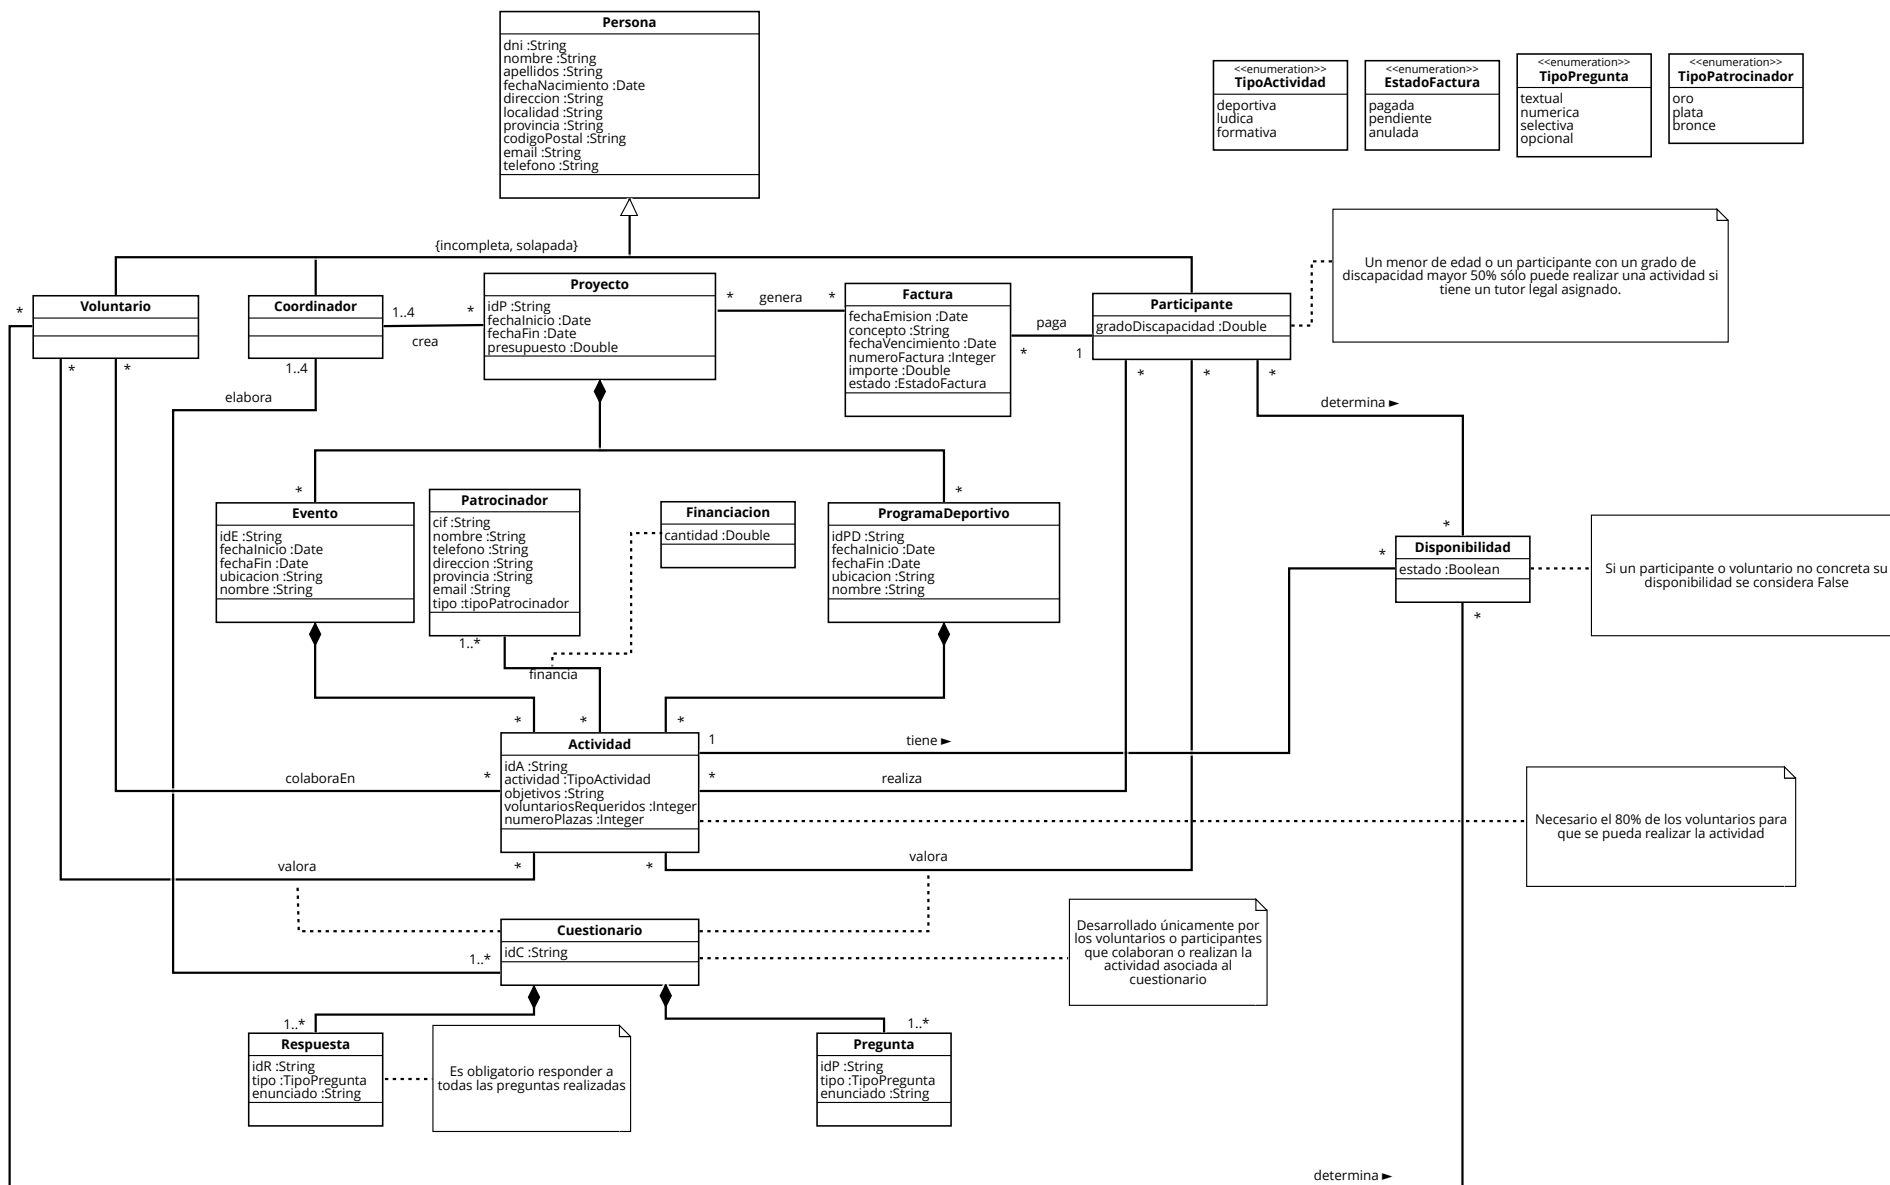 Persona
dni :String
nombre :String
apellidos :String
fechaNacimiento :Date
direccion :String
localidad :String
provincia :String
codigoPostal :String
email :String
telefono :String
<<enumeration>>
TipoActividad
deportiva
ludica
formativa
<<enumeration>>
EstadoFactura
pagada
pendiente
anulada
<<enumeration>>
TipoPregunta
textual
numerica
selectiva
opcional
<<enumeration>>
TipoPatrocinador
oro
plata
bronce
{incompleta, solapada}
Un menor de edad o un participante con un grado de
discapacidad mayor 50% sólo puede realizar una actividad si
tiene un tutor legal asignado.
*
Voluntario
*
*
Coordinador
1..4
*
crea
1..4
elabora
Proyecto
idP :String
fechaInicio :Date
fechaFin :Date
presupuesto :Double
*
genera
*
Factura
fechaEmision :Date
concepto :String
fechaVencimiento :Date
numeroFactura :Integer
importe :Double
estado :EstadoFactura
paga
*
1
Participante
gradoDiscapacidad :Double
*
*
*
determina ►
*
*
Evento
idE :String
fechaInicio :Date
fechaFin :Date
ubicacion :String
nombre :String
Patrocinador
cif :String
nombre :String
telefono :String
direccion :String
provincia :String
email :String
tipo :tipoPatrocinador
1..*
financia
Financiacion
cantidad :Double
ProgramaDeportivo
idPD :String
fechaInicio :Date
fechaFin :Date
ubicacion :String
nombre :String
*
*
Disponibilidad
estado :Boolean
*
Si un participante o voluntario no concreta su
disponibilidad se considera False
*
*
*
Actividad
idA :String
actividad :TipoActividad
objetivos :String
voluntariosRequeridos :Integer
numeroPlazas :Integer
1
tiene ►
colaboraEn
*
*
realiza
Necesario el 80% de los voluntarios para
que se pueda realizar la actividad
valora
*
*
valora
Cuestionario
idC :String
1..*
Desarrollado únicamente por
los voluntarios o participantes
que colaboran o realizan la
actividad asociada al
cuestionario
1..*
Respuesta
idR :String
tipo :TipoPregunta
enunciado :String
Es obligatorio responder a
todas las preguntas realizadas
1..*
Pregunta
idP :String
tipo :TipoPregunta
enunciado :String
determina ►